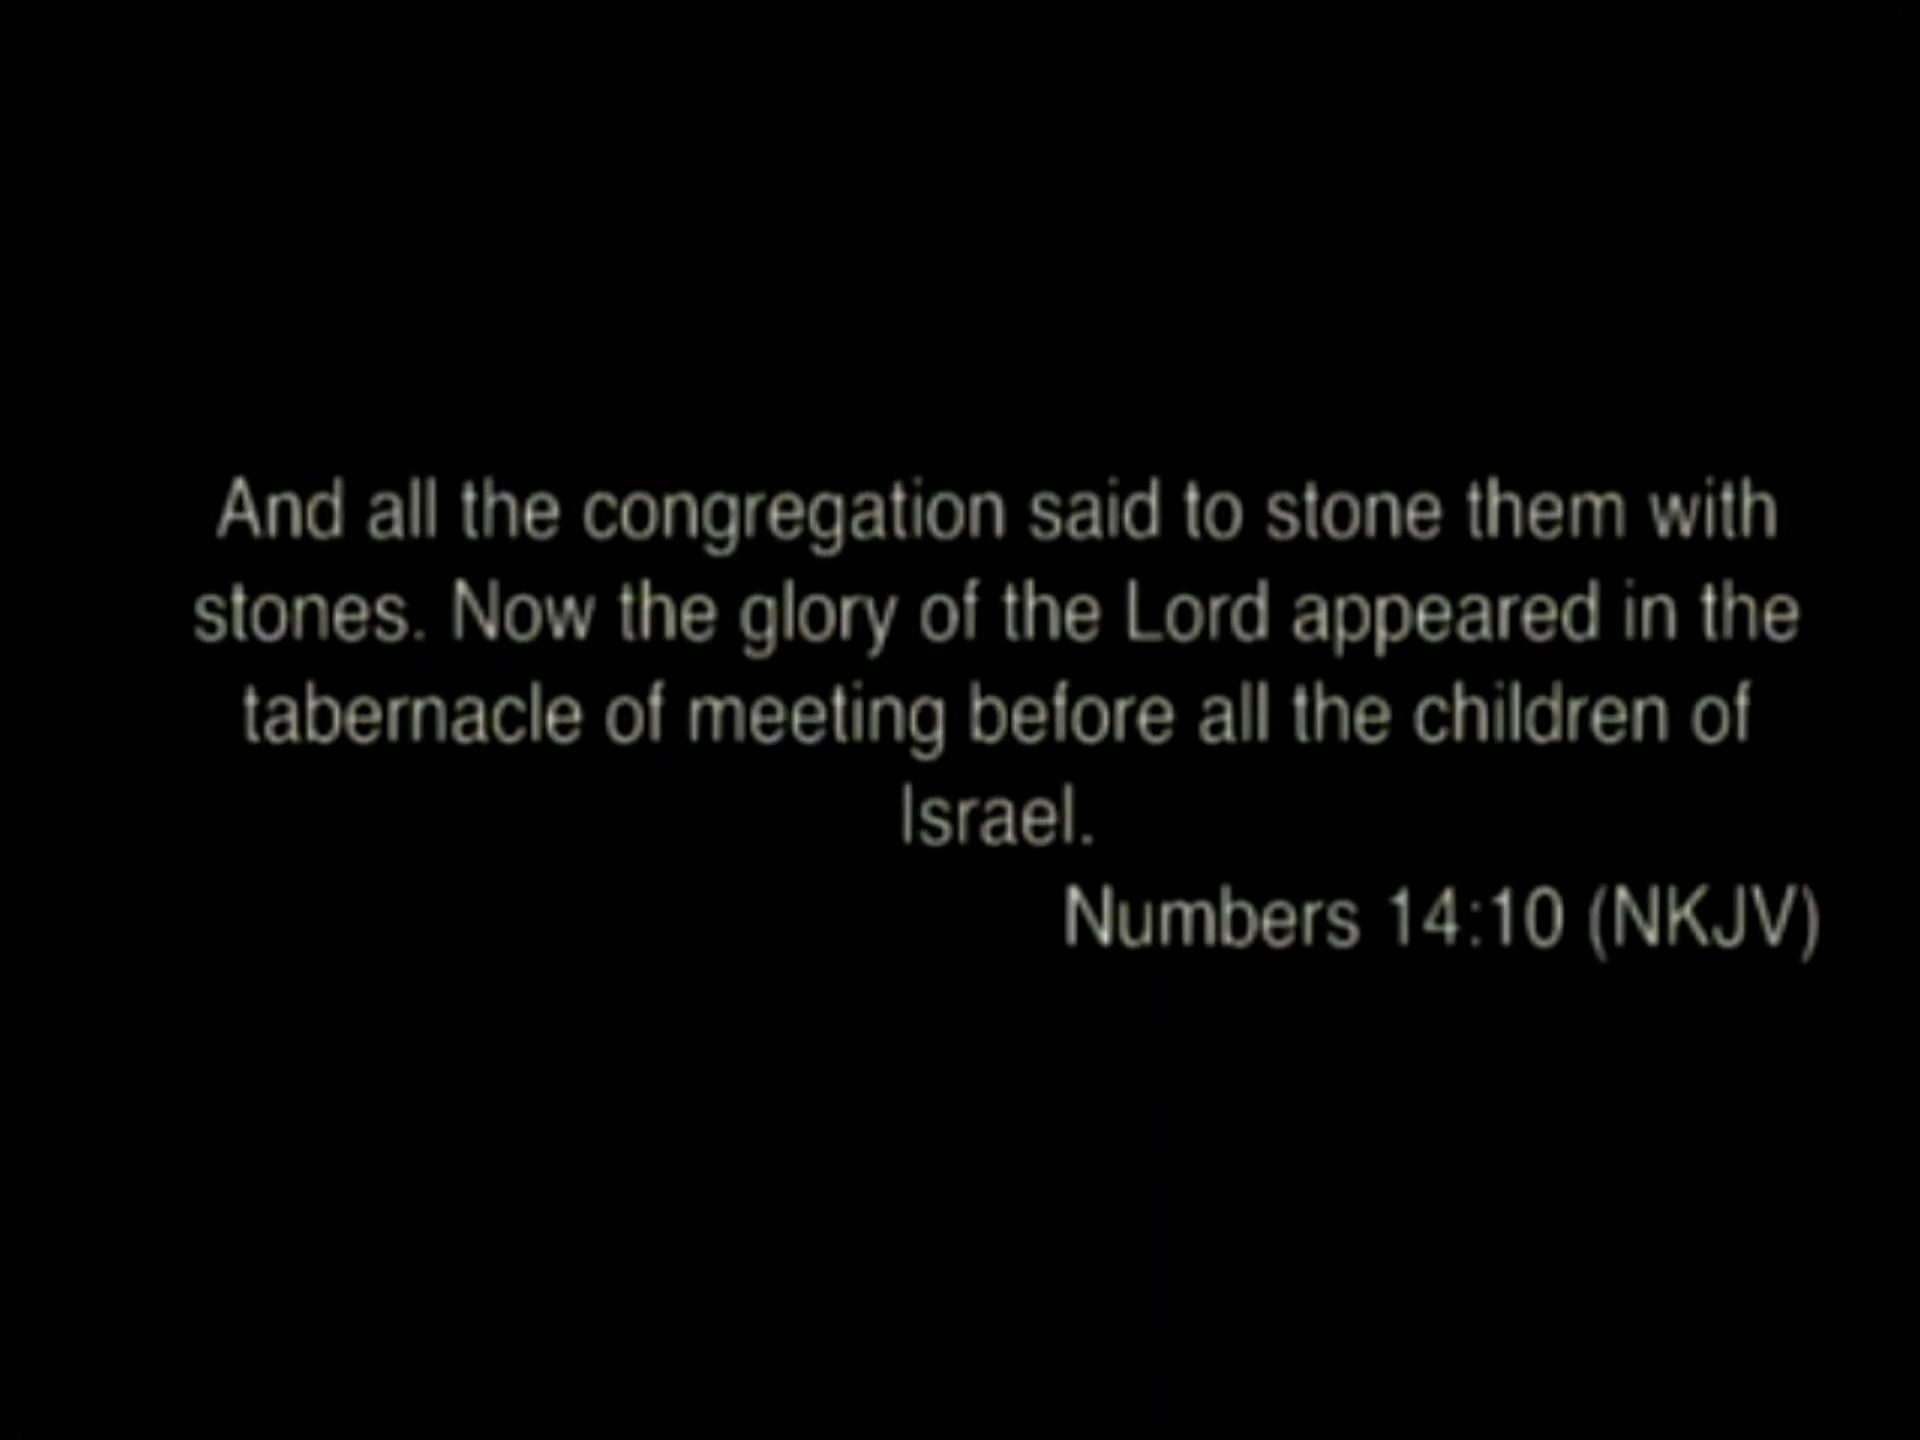 And all the congregation said to stone them with
stones. Now the glory of the Lord appeared in the
tabernacle of meeting before all the children of
Israel.
Numbers 14:10 (NKJV)